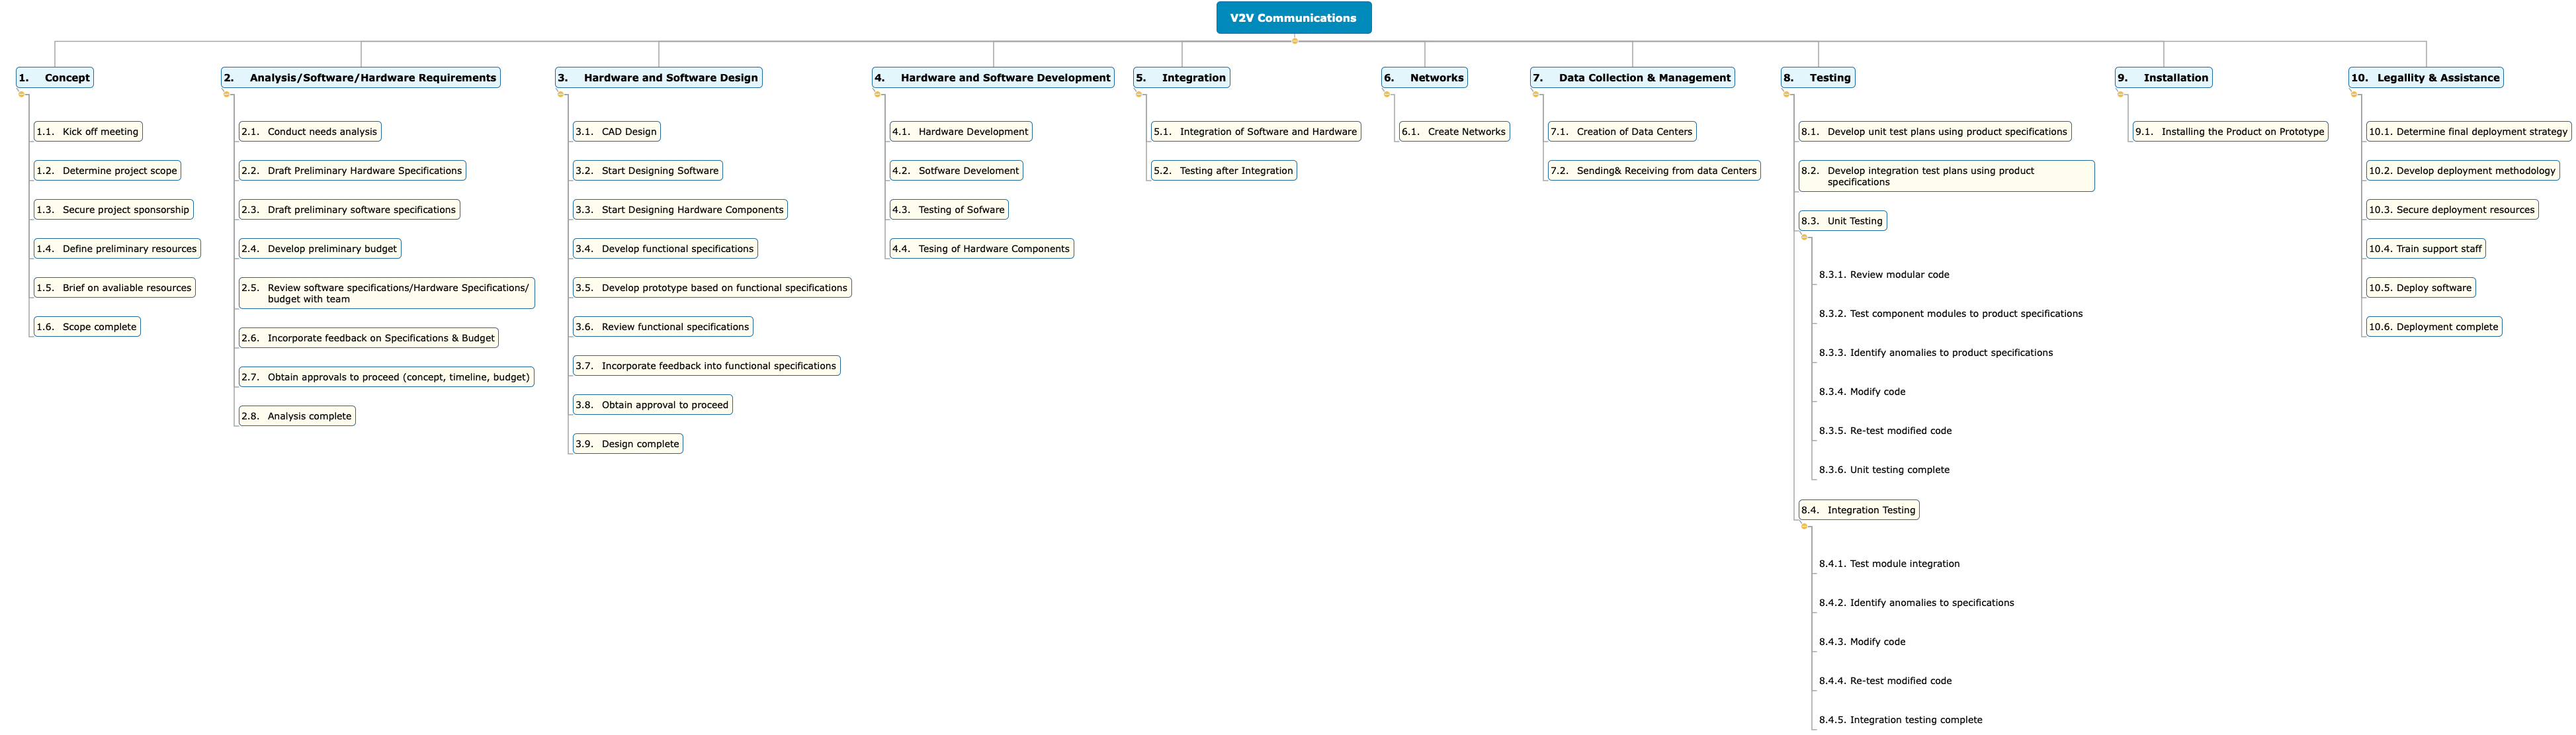 V2V Communications
1. Concept
1.1. Kick off meeting
1.2. Determine project scope
1.3. Secure project sponsorship
1.4. Define preliminary resources
1.5. Brief on avaliable resources
1.6. Scope complete
2. Analysis/Software/Hardware Requirements
2.1. Conduct needs analysis
2.2. Draft Preliminary Hardware Specifications
2.3. Draft preliminary software specifications
2.4. Develop preliminary budget
2.5. Review software specifications/Hardware Specifications/
budget with team
2.6. Incorporate feedback on Specifications & Budget
2.7. Obtain approvals to proceed (concept, timeline, budget)
2.8. Analysis complete
3. Hardware and Software Design
3.1. CAD Design
3.2. Start Designing Software
3.3. Start Designing Hardware Components
3.4. Develop functional specifications
3.5. Develop prototype based on functional specifications
3.6. Review functional specifications
3.7. Incorporate feedback into functional specifications
3.8. Obtain approval to proceed
3.9. Design complete
4. Hardware and Software Development
4.1. Hardware Development
4.2. Sotfware Develoment
4.3. Testing of Sofware
4.4. Tesing of Hardware Components
5. Integration
5.1. Integration of Software and Hardware
5.2. Testing after Integration
6. Networks
6.1. Create Networks
7. Data Collection & Management
7.1. Creation of Data Centers
7.2. Sending& Receiving from data Centers
8. Testing
8.1. Develop unit test plans using product specifications
8.2. Develop integration test plans using product
specifications
8.3. Unit Testing
8.3.1. Review modular code
8.3.2. Test component modules to product specifications
8.3.3. Identify anomalies to product specifications
8.3.4. Modify code
8.3.5. Re-test modified code
8.3.6. Unit testing complete
8.4. Integration Testing
8.4.1. Test module integration
8.4.2. Identify anomalies to specifications
8.4.3. Modify code
8.4.4. Re-test modified code
8.4.5. Integration testing complete
9. Installation
9.1. Installing the Product on Prototype
10. Legallity & Assistance
10.1. Determine final deployment strategy
10.2. Develop deployment methodology
10.3. Secure deployment resources
10.4. Train support staff
10.5. Deploy software
10.6. Deployment complete